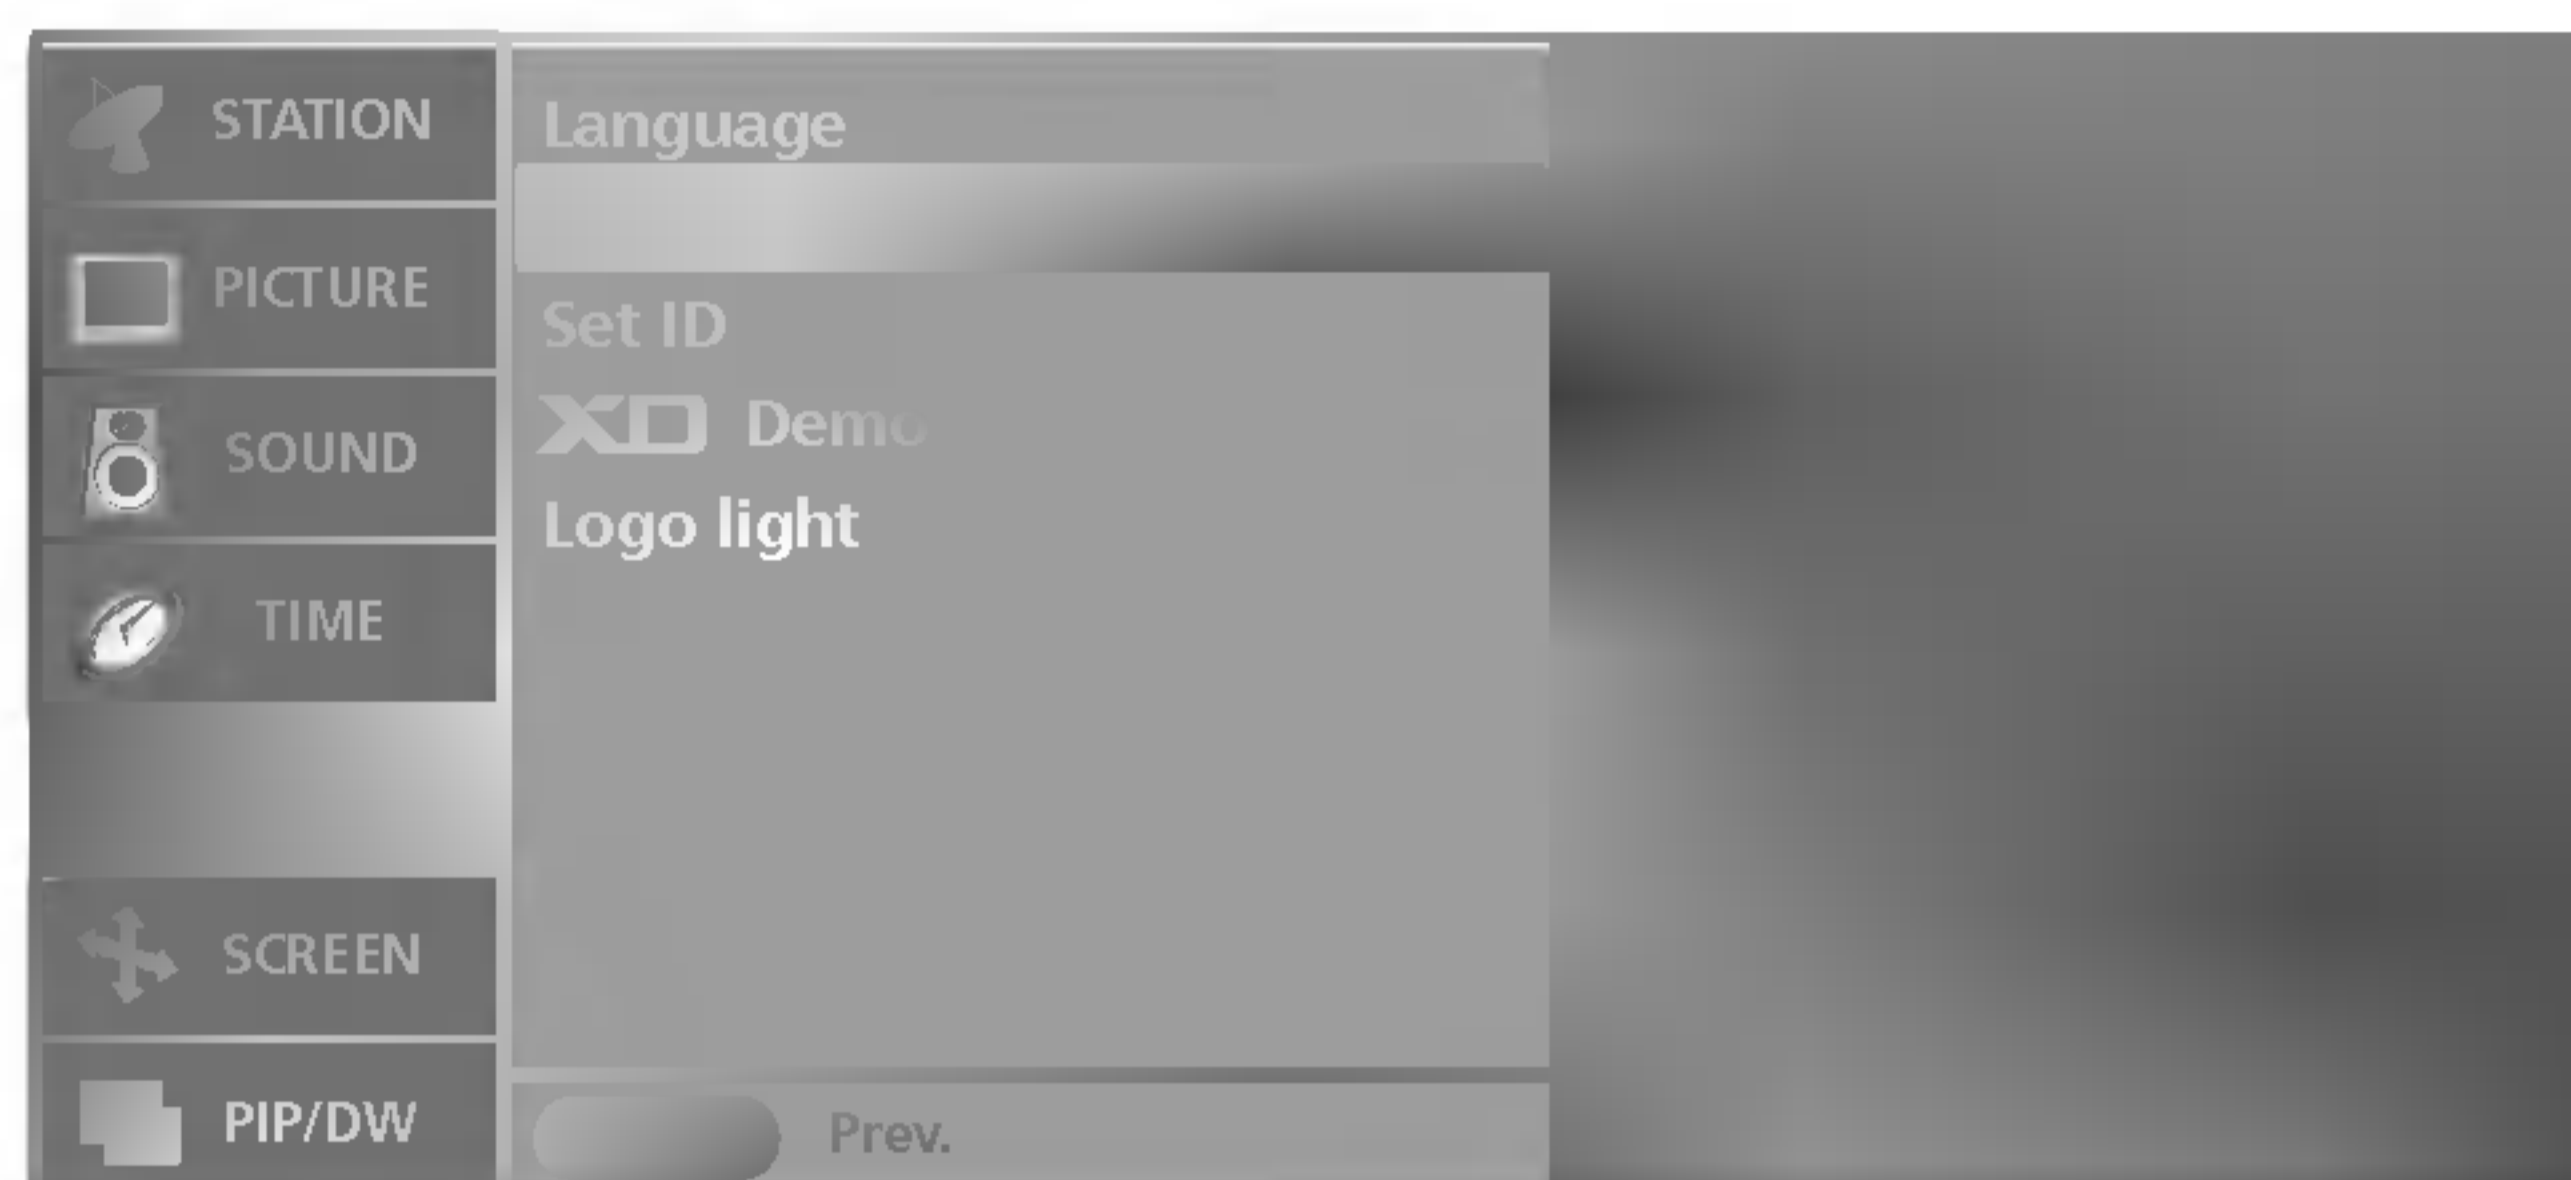 STATION
PICTURE
SOUND
TIME
SCREEN
PIP/DW
Language
Set ID
XD Demo
Logo light
Prev.